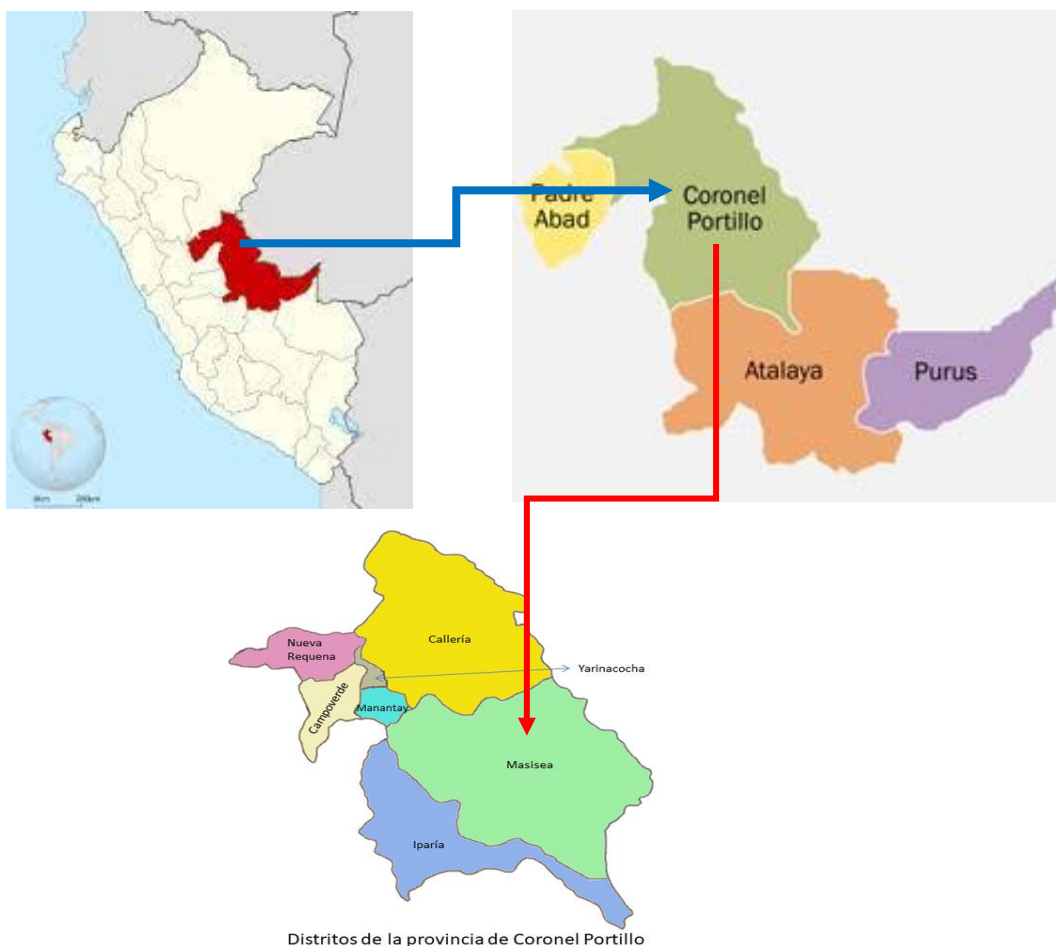 Padre
Abad
Coronel
Portillo
Atalaya
Purus
Nueva
Requena
Callería
Yarinacocha
Campoverde
Manantay
Masisea
Iparía
Distritos de la provincia de Coronel Portillo